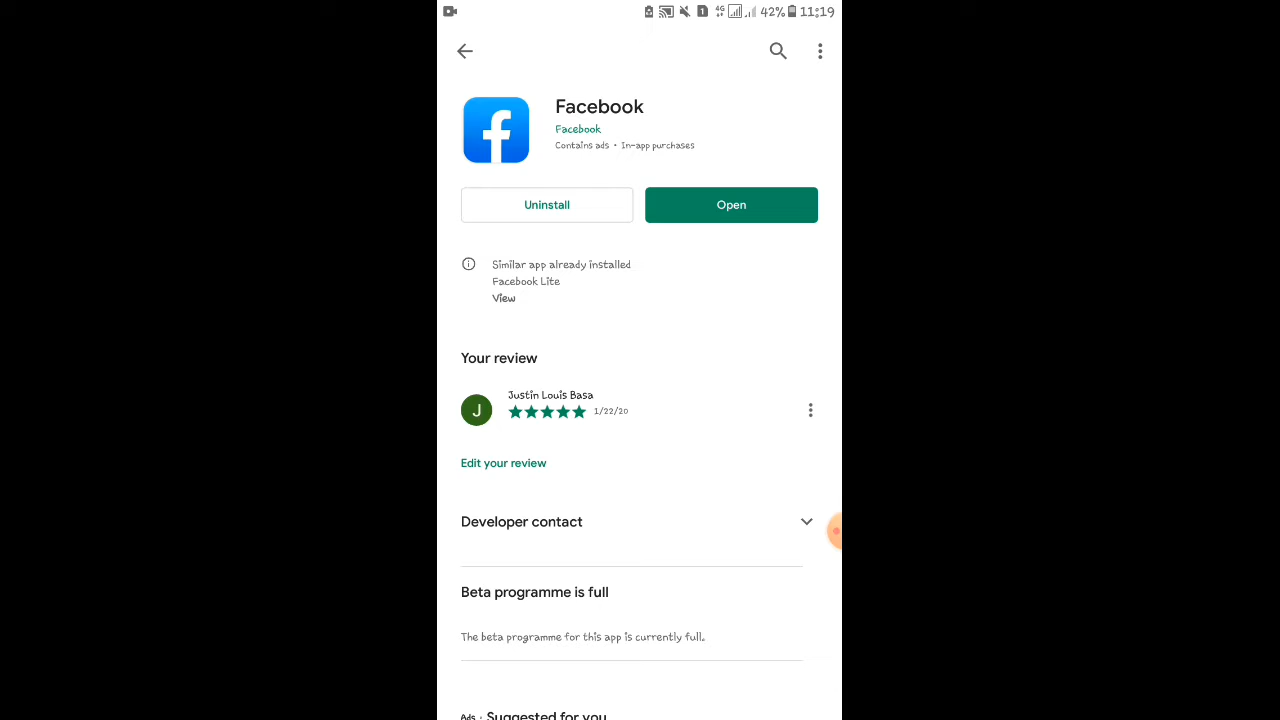 1 4G 42% 11:19
Facebook
Facebook
Contains ads • In-app purchases
Uninstall Open
Similar app already installed
Facebook Lite
View
Your review
J Justin Louis Basa
1/22/20
Edit your review
Developer contact
Beta programme is full
The beta programme for this app is currently full.
Ads • Suggested for you